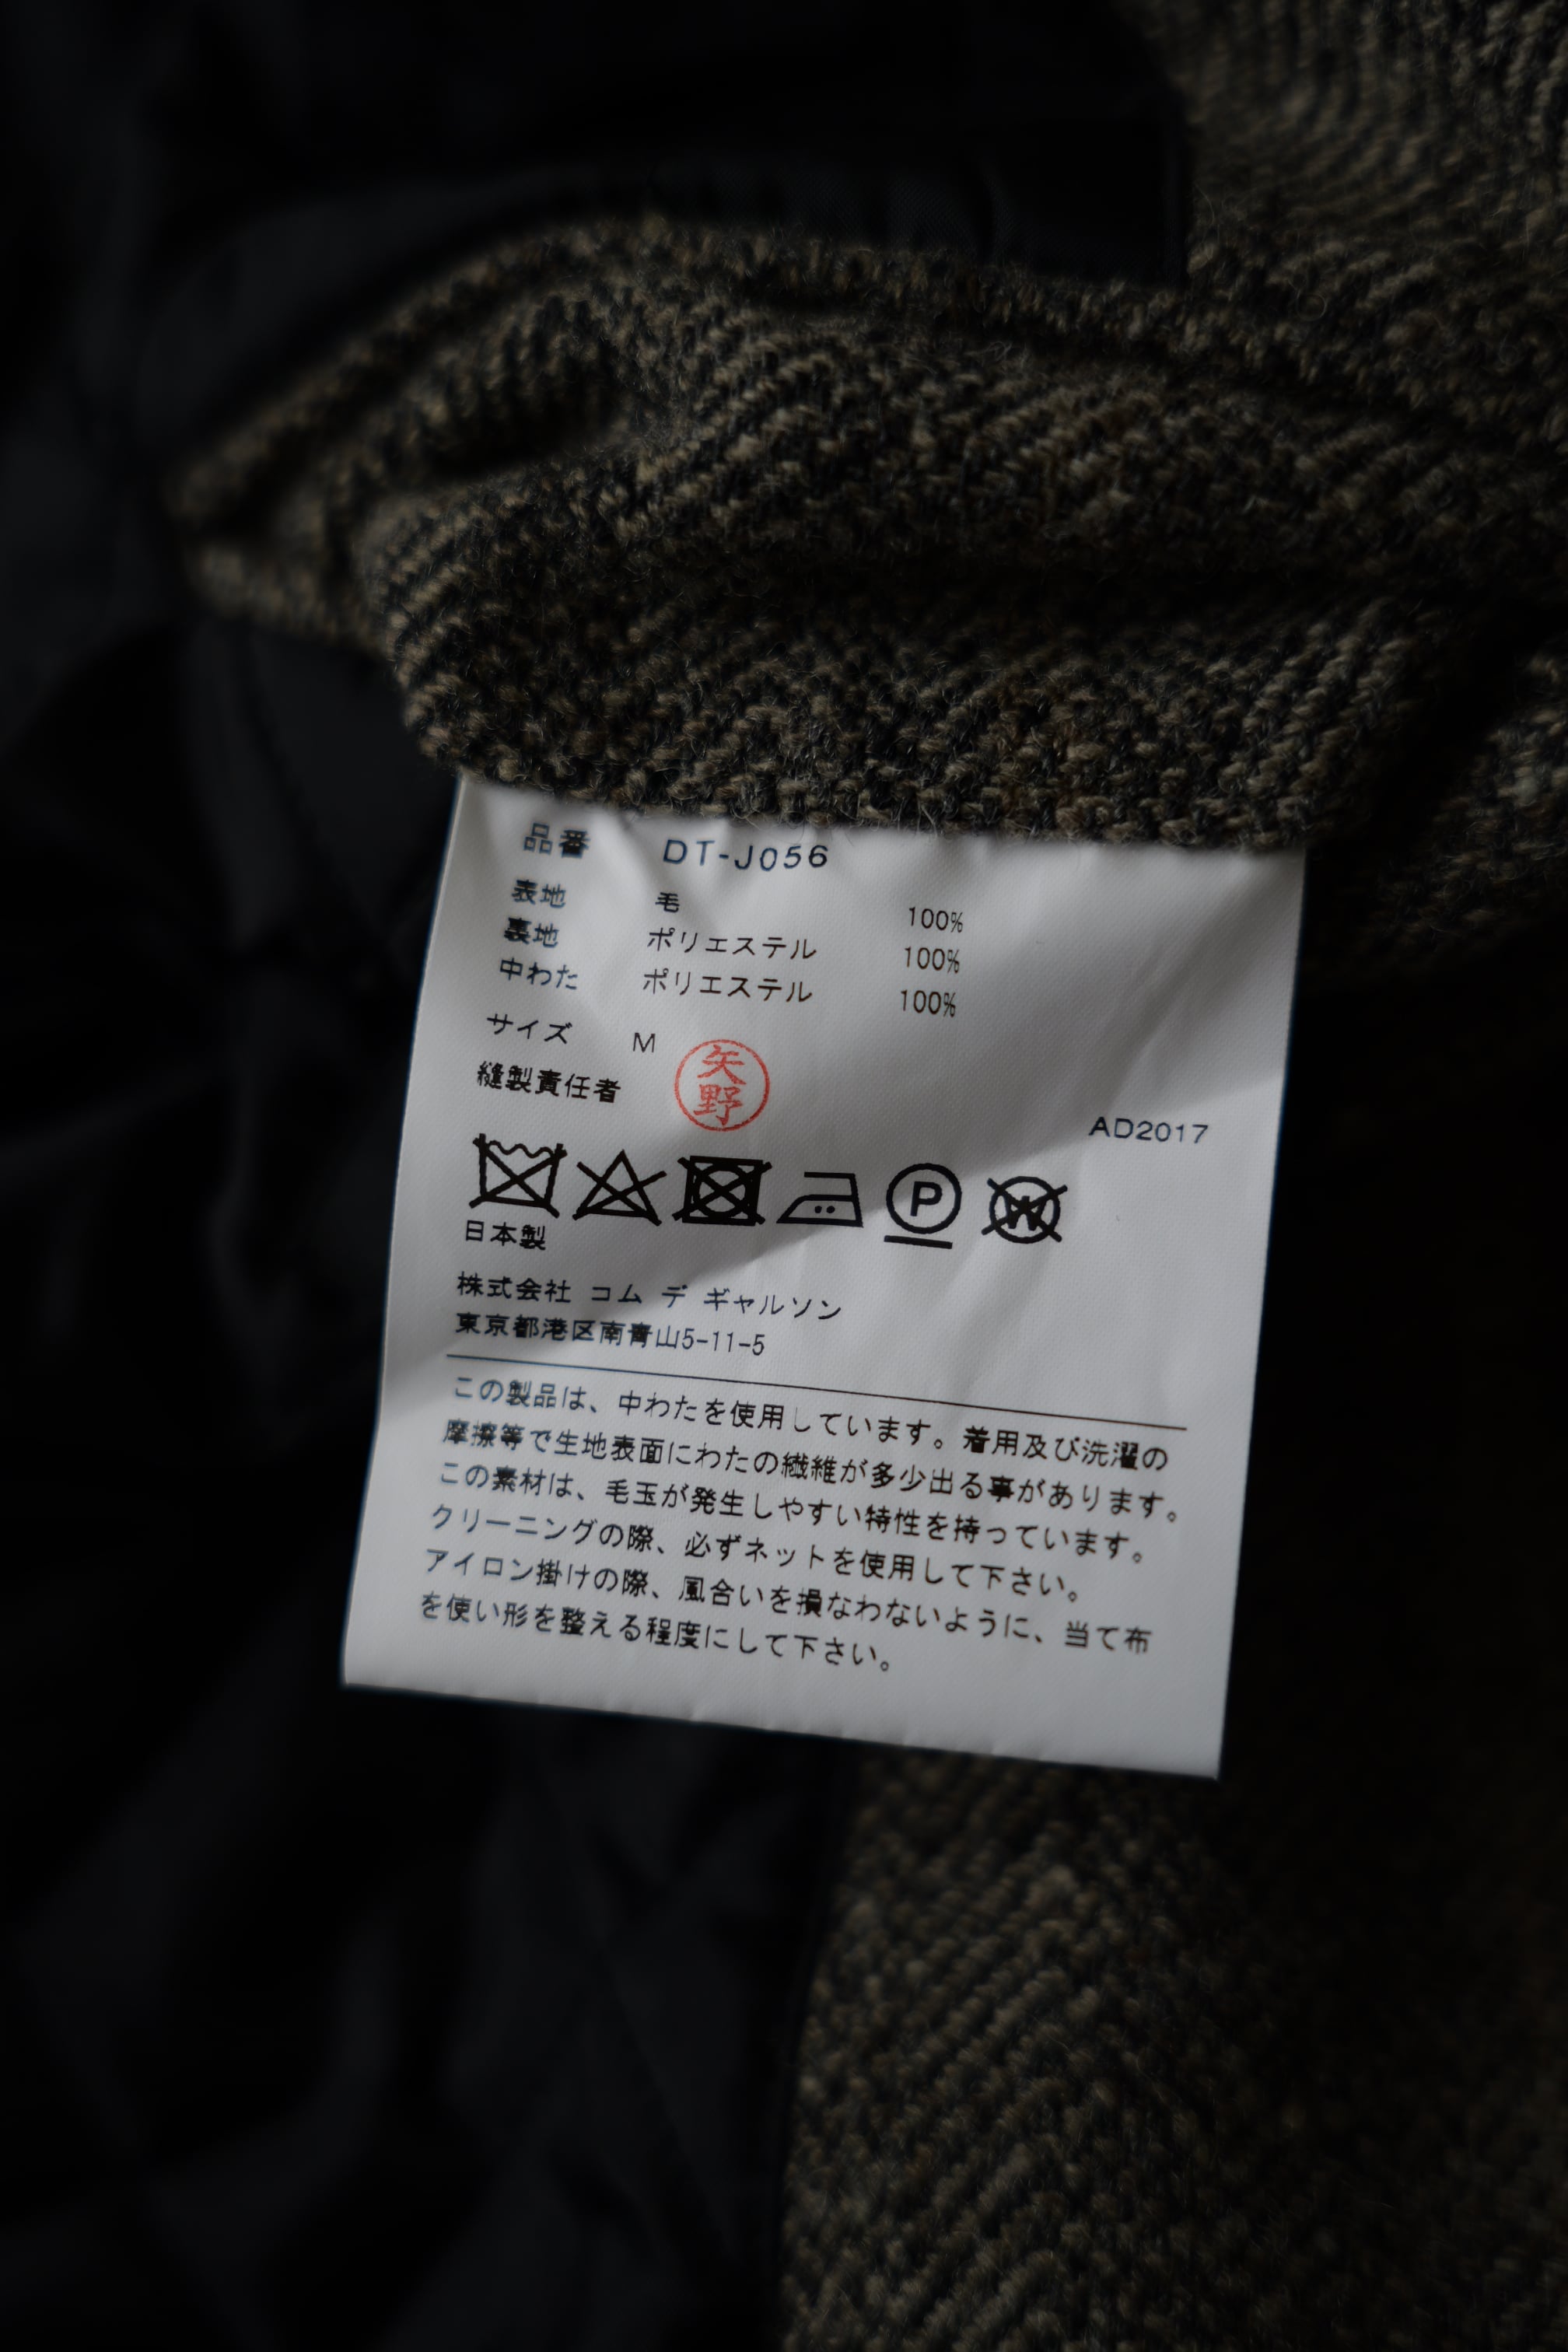 品番 DT-J056
表地 毛 100%
裏地 ポリエステル 100%
中わた ポリエステル 100%
サイズ M
縫製責任者 矢野
AD2017
P W
日本製
株式会社 コム デ ギャルソン
東京都港区南青山5-11-5
この製品は、中わたを使用しています。着用及び洗濯の
摩擦等で生地表面にわたの繊維が多少出る事があります。
この素材は、毛玉が発生しやすい特性を持っています。
クリーニングの際、必ずネットを使用して下さい。
アイロン掛けの際、風合いを損なわないように、当て布
を使い形を整える程度にして下さい。